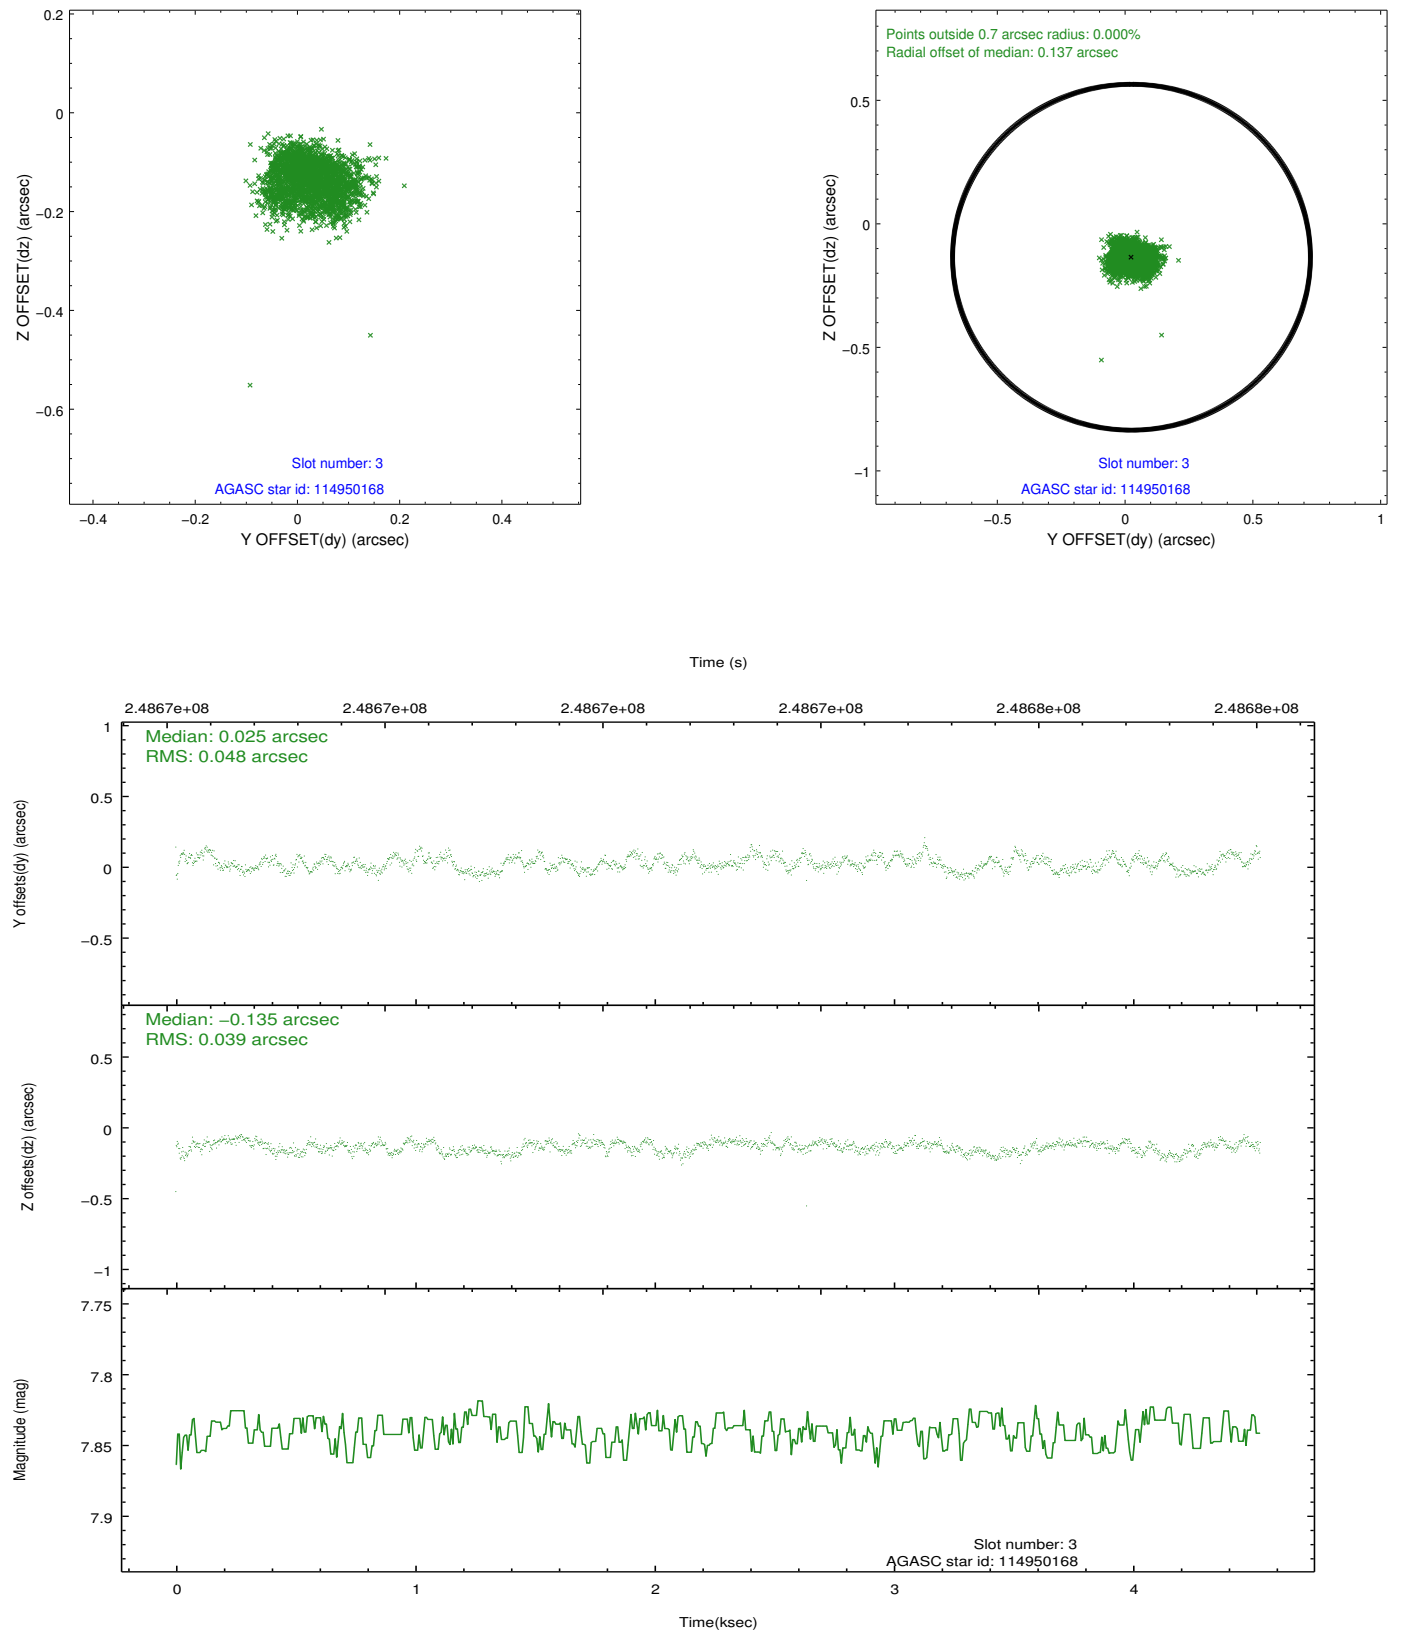 0.2
0
−0.2
−0.4
−0.6
Z OFFSET(dz) (arcsec)
Slot number: 3
AGASC star id: 114950168
−0.4
−0.2
0
0.2
0.4
Y OFFSET(dy) (arcsec)
Points outside 0.7 arcsec radius: 0.000%
Radial offset of median: 0.137 arcsec
0.5
0
−0.5
−1
Z OFFSET(dz) (arcsec)
Slot number: 3
AGASC star id: 114950168
−0.5
0
0.5
1
Y OFFSET(dy) (arcsec)
Time (s)
2.4867e+08
2.4867e+08
2.4867e+08
2.4867e+08
2.4868e+08
2.4868e+08
Median: 0.025 arcsec
RMS: 0.048 arcsec
1
0.5
0
−0.5
Y offsets(dy) (arcsec)
Median: −0.135 arcsec
RMS: 0.039 arcsec
0.5
0
−0.5
−1
Z offsets(dz) (arcsec)
7.75
7.8
7.85
7.9
Magnitude (mag)
Slot number: 3
AGASC star id: 114950168
0
1
2
3
4
Time(ksec)